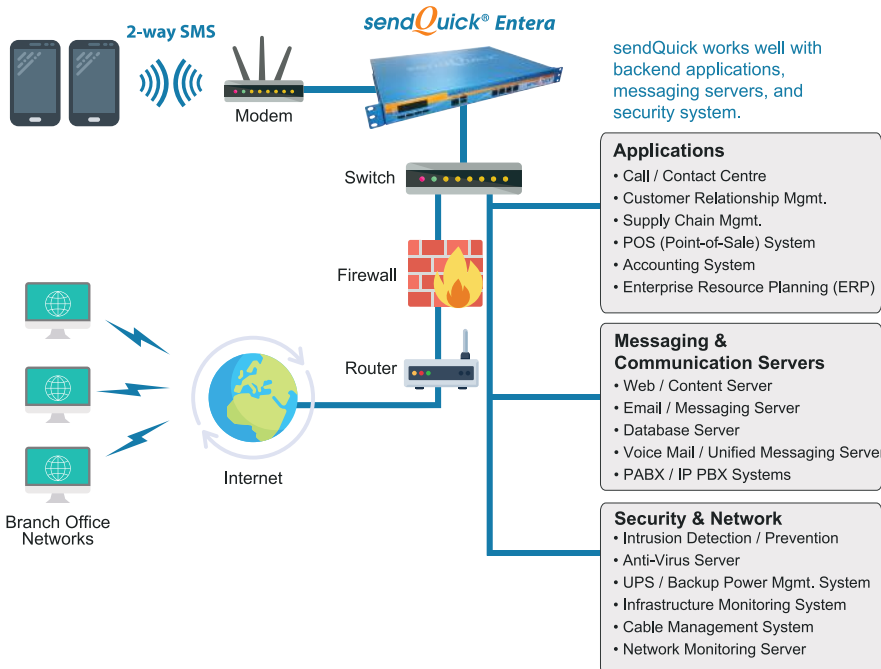 2-way SMS
sendQuick® Entera
Modem
sendQuick works well with
backend applications,
messaging servers, and
security system.
Switch
Applications
• Call / Contact Centre
• Customer Relationship Mgmt.
• Supply Chain Mgmt.
• POS (Point-of-Sale) System
• Accounting System
• Enterprise Resource Planning (ERP)
Firewall
Router
Messaging &
Communication Servers
• Web / Content Server
• Email / Messaging Server
• Database Server
• Voice Mail / Unified Messaging Server
• PABX / IP PBX Systems
Internet
Branch Office
Networks
Security & Network
• Intrusion Detection / Prevention
• Anti-Virus Server
• UPS / Backup Power Mgmt. System
• Infrastructure Monitoring System
• Cable Management System
• Network Monitoring Server